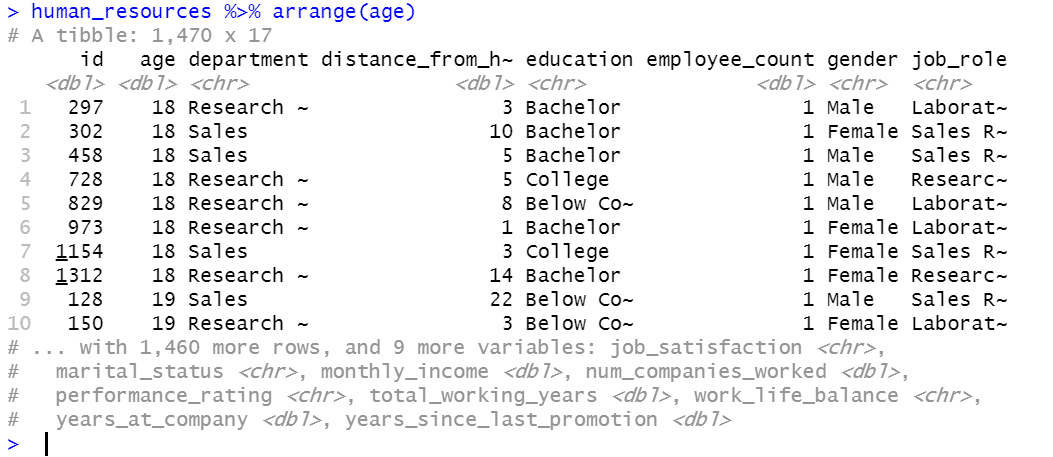 > human_resources %>% arrange(age)
# A tibble: 1,470 x 17
id age department distance_from_h~ education employee_count gender job_role
<dbl> <dbl> <chr> <dbl> <chr> <dbl> <chr> <chr>
1 297 18 Research ~ 3 Bachelor 1 Male Laborat~
2 302 18 Sales 10 Bachelor 1 Female Sales R~
3 458 18 Sales 5 Bachelor 1 Male Sales R~
4 728 18 Research ~ 5 College 1 Male Researc~
5 829 18 Research ~ 8 Below Co~ 1 Male Laborat~
6 973 18 Research ~ 1 Bachelor 1 Female Laborat~
7 1154 18 Sales 3 College 1 Female Sales R~
8 1312 18 Research ~ 14 Bachelor 1 Female Researc~
9 128 19 Sales 22 Below Co~ 1 Male Sales R~
10 150 19 Research ~ 3 Below Co~ 1 Female Laborat~
# ... with 1,460 more rows, and 9 more variables: job_satisfaction <chr>,
# marital_status <chr>, monthly_income <dbl>, num_companies_worked <dbl>,
# performance_rating <chr>, total_working_years <dbl>, work_life_balance <chr>,
# years_at_company <dbl>, years_since_last_promotion <dbl>
>